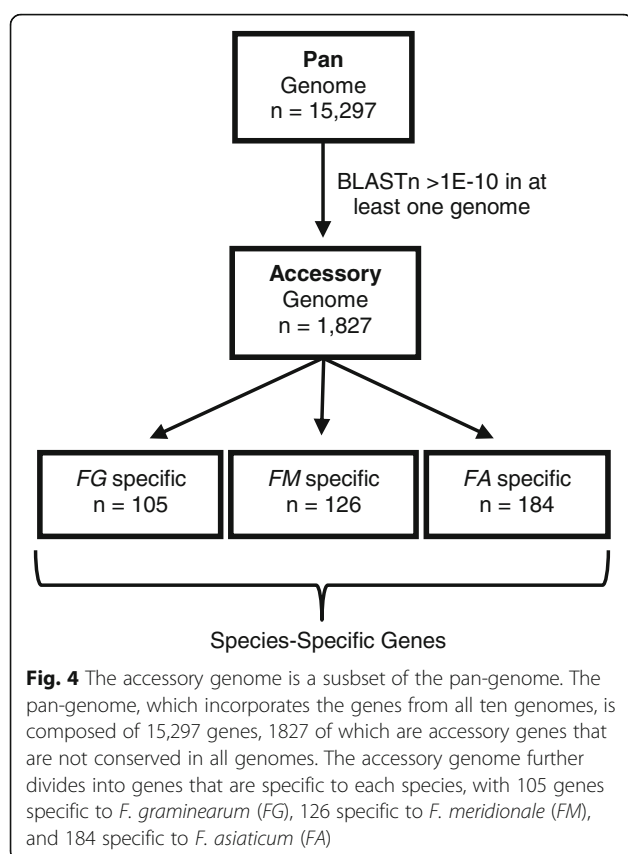 Pan
Genome
n = 15,297
BLASTn >1E-10 in at
least one genome
Accessory
Genome
n = 1,827
FG specific
n = 105
FM specific
n = 126
FA specific
n = 184
Species-Specific Genes
Fig. 4 The accessory genome is a susbset of the pan-genome. The
pan-genome, which incorporates the genes from all ten genomes, is
composed of 15,297 genes, 1827 of which are accessory genes that
are not conserved in all genomes. The accessory genome further
divides into genes that are specific to each species, with 105 genes
specific to F. graminearum (FG), 126 specific to F. meridionale (FM),
and 184 specific to F. asiaticum (FA)